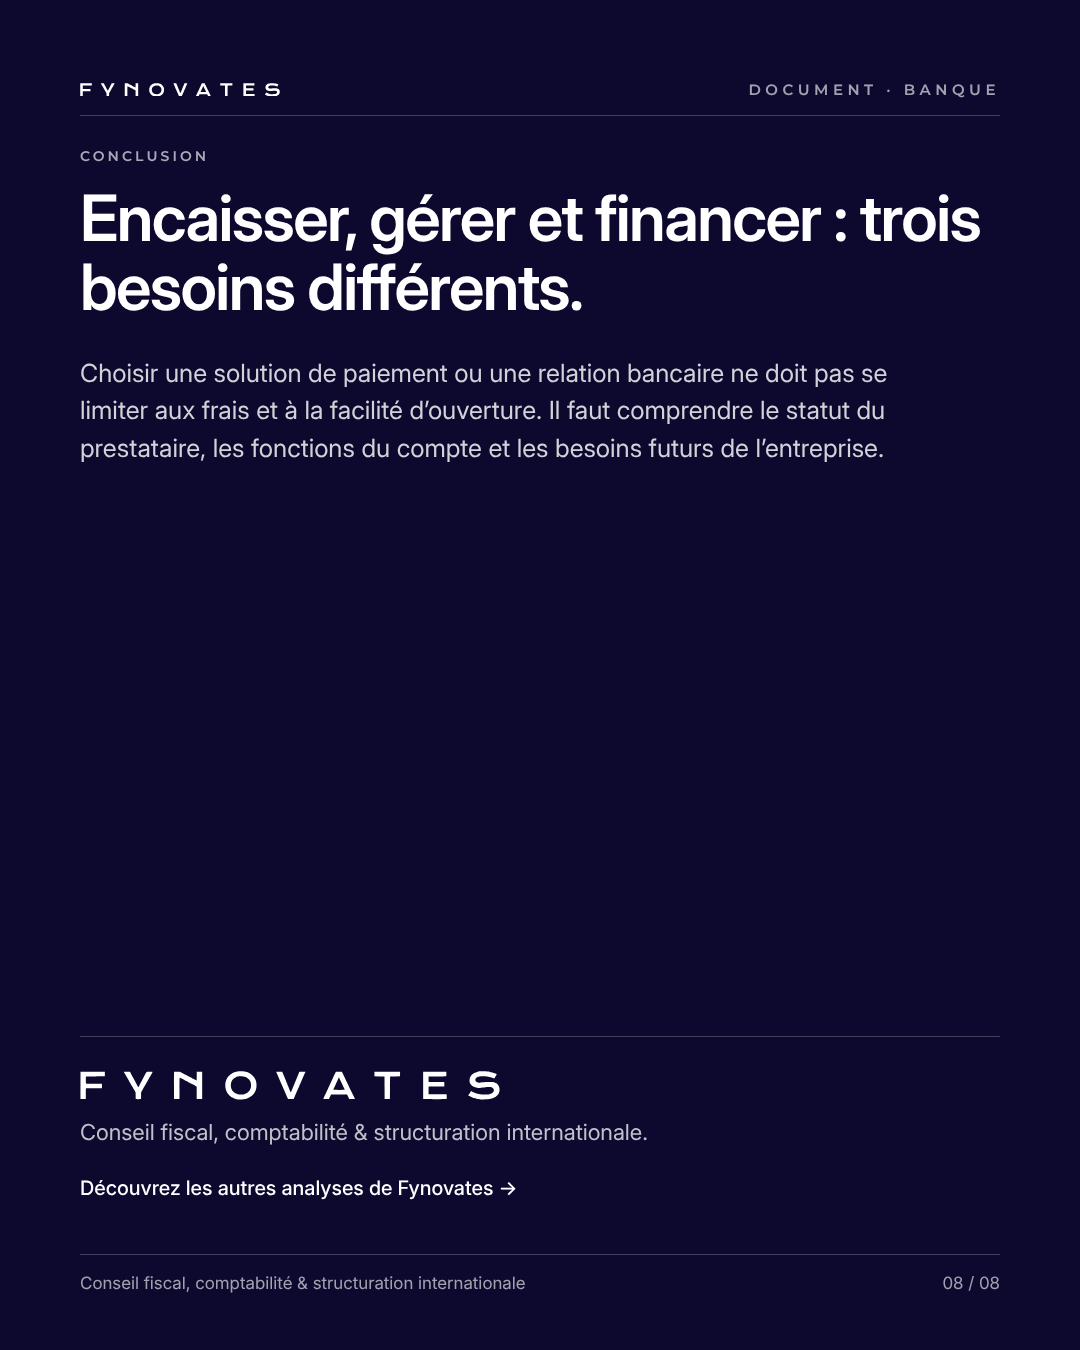 FYNOVATES
DOCUMENT · BANQUE
CONCLUSION
Encaisser, gérer et financer : trois
besoins différents.
Choisir une solution de paiement ou une relation bancaire ne doit pas se
limiter aux frais et à la facilité d’ouverture. Il faut comprendre le statut du
prestataire, les fonctions du compte et les besoins futurs de l’entreprise.
FYNOVATES
Conseil fiscal, comptabilité & structuration internationale.
Découvrez les autres analyses de Fynovates →
Conseil fiscal, comptabilité & structuration internationale
08 / 08